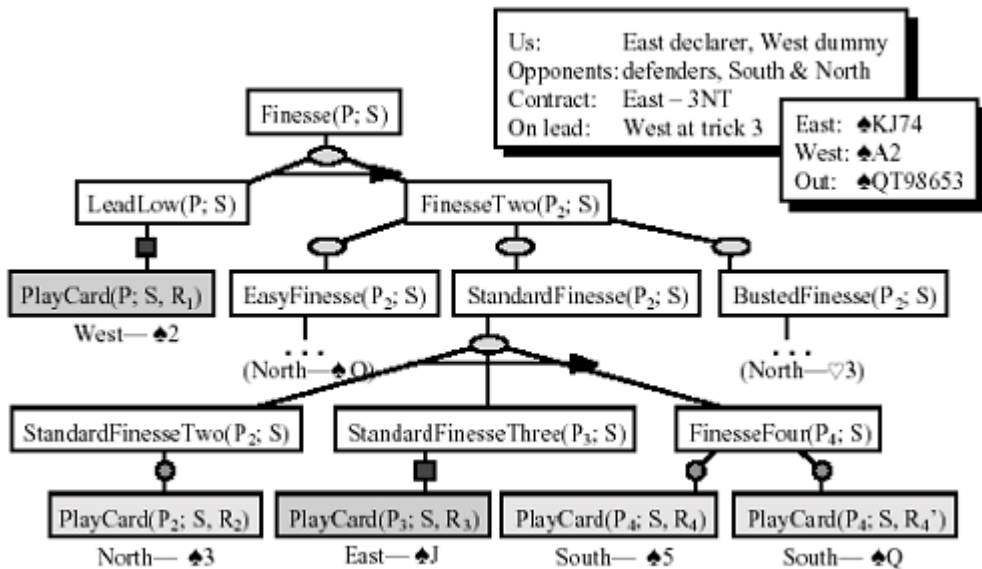 Us: East declarer, West dummy
Opponents: defenders, South & North
Contract: East – 3NT
On lead: West at trick 3
East: ♠KJ74
West: ♠A2
Out: ♠QT98653
Finesse(P; S)
LeadLow(P; S) FinesseTwo(P₂; S)
PlayCard(P; S, R₁) EasyFinesse(P₂; S) StandardFinesse(P₂; S) BustedFinesse(P₂; S)
West— ♠2
. . . . . .
(North—♠Q) (North—♡3)
StandardFinesseTwo(P₂; S) StandardFinesseThree(P₃; S) FinesseFour(P₄; S)
PlayCard(P₂; S, R₂) PlayCard(P₃; S, R₃) PlayCard(P₄; S, R₄) PlayCard(P₄; S, R₄’)
North— ♠3 East— ♠J South— ♠5 South— ♠Q